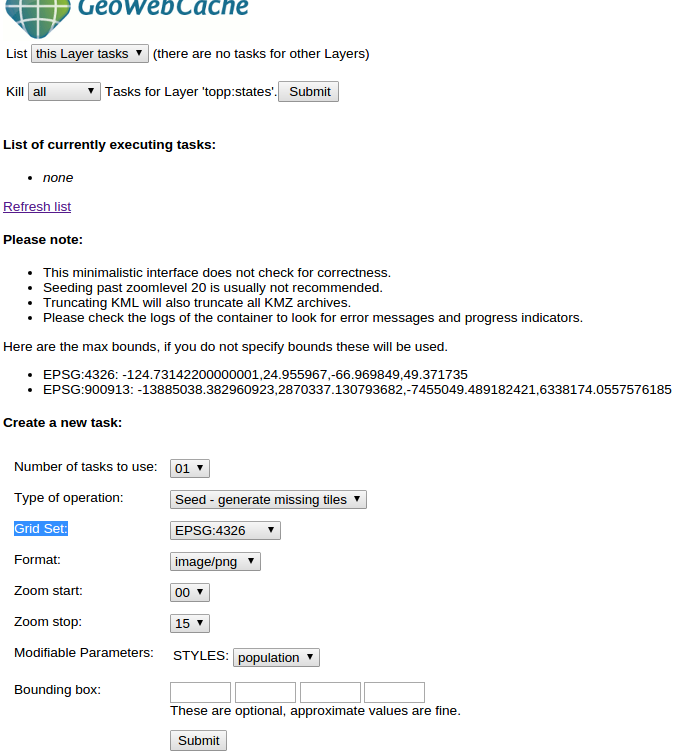 GeoWebCache
List this Layer tasks (there are no tasks for other Layers)
Kill all Tasks for Layer 'topp:states'. Submit
List of currently executing tasks:
none
Refresh list
Please note:
This minimalistic interface does not check for correctness.
Seeding past zoomlevel 20 is usually not recommended.
Truncating KML will also truncate all KMZ archives.
Please check the logs of the container to look for error messages and progress indicators.
Here are the max bounds, if you do not specify bounds these will be used.
EPSG:4326: -124.73142200000001,24.955967,-66.969849,49.371735
EPSG:900913: -13885038.382960923,2870337.130793682,-7455049.489182421,6338174.0557576185
Create a new task:
Number of tasks to use: 01
Type of operation: Seed - generate missing tiles
Grid Set: EPSG:4326
Format: image/png
Zoom start: 00
Zoom stop: 15
Modifiable Parameters: STYLES: population
Bounding box:
These are optional, approximate values are fine.
Submit